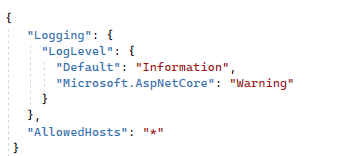 {
"Logging": {
"LogLevel": {
"Default": "Information",
"Microsoft.AspNetCore": "Warning"
}
},
"AllowedHosts": "*"
}